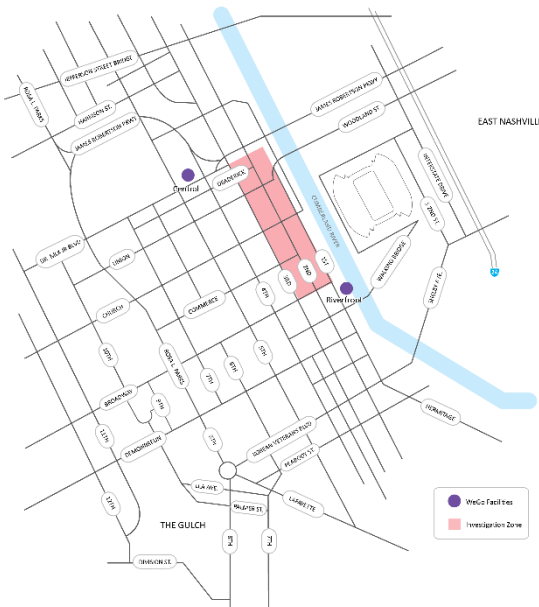 JEFFERSON STREET BRIDGE
ROSA L. PARKS
HARRISON ST.
JAMES ROBERTSON PKWY
JAMES ROBERTSON PKWY
WOODLAND ST.
EAST NASHVILLE
INTERSTATE DRIVE
Central
DEADERICK
S 2ND ST.
CUMBERLAND RIVER
DR. MLK JR BLVD
UNION
WALKING BRIDGE
SHELBY AVE.
24
1ST
2ND
3RD
4TH
Riverfront
CHURCH
COMMERCE
10TH
ROSA L. PARKS
7TH
6TH
5TH
BROADWAY
9TH
HERMITAGE
11TH
DEMONBREUN
KOREAN VETERANS BLVD
PEABODY ST.
12TH
LEA AVE.
LAFAYETTE
PALMER ST.
THE GULCH
8TH
7TH
DIVISION ST.
WeGo Facilities
Investigation Zone